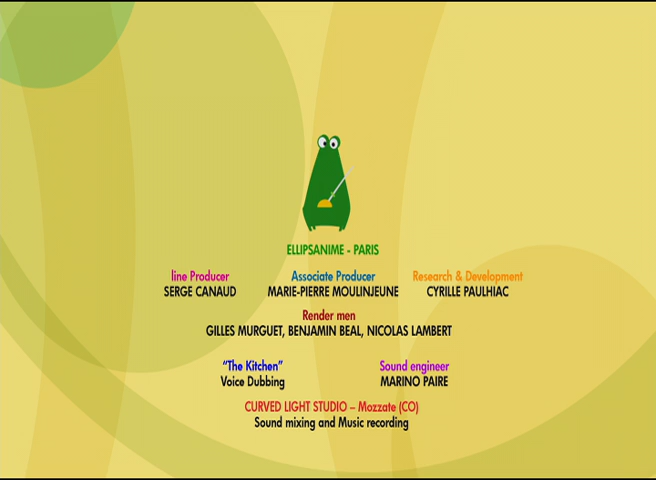 ELLIPSANIME - PARIS
line Producer Associate Producer Research & Development
SERGE CANAUD MARIE-PIERRE MOULINJEUNE CYRILLE PAULHIAC
Render men
GILLES MURGUET, BENJAMIN BEAL, NICOLAS LAMBERT
“The Kitchen” Sound engineer
Voice Dubbing MARINO PAIRE
CURVED LIGHT STUDIO – Mozzate (CO)
Sound mixing and Music recording